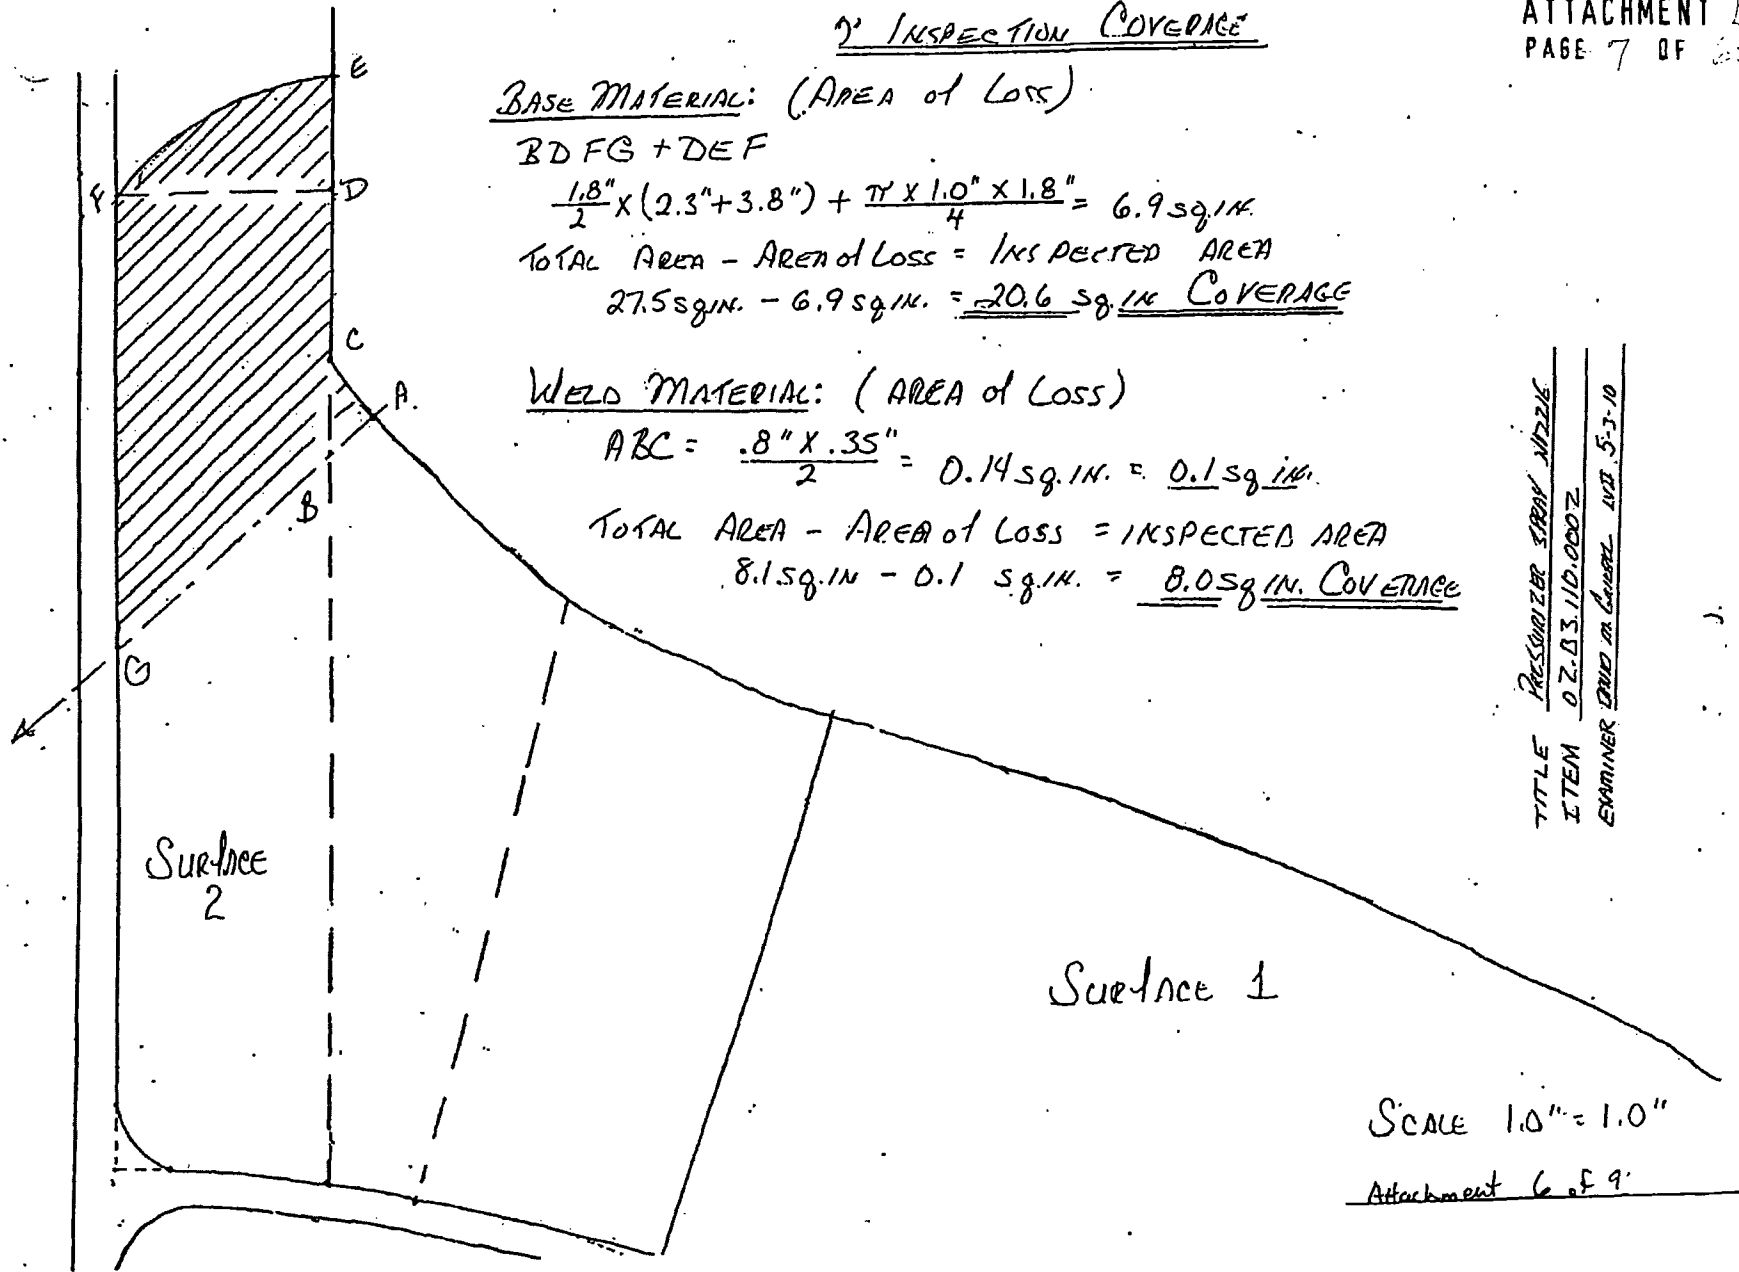 ATTACHMENT
PAGE 7 OF
INSPECTION COVERAGE
BASE MATERIAL: (AREA of Loss)
BDFG + DEF
1.8"/2 X (2.3"+3.8") + π X 1.0" X 1.8"/4 = 6.9 sq.IN.
TOTAL AREA - AREA of Loss = INSPECTED AREA
27.5 sq.IN. - 6.9 sq.IN. = 20.6 sq.IN COVERAGE
WELD MATERIAL: (AREA of Loss)
ABC = .8" X .35"/2 = 0.14 sq.IN. = 0.1 sq in.
TOTAL AREA - AREA of Loss = INSPECTED AREA
8.1 sq.IN - 0.1 sq.IN. = 8.0 sq IN. COVERAGE
E
D
F
C
A.
B
G
Surface
2
Surface 1
TITLE PRESSURIZER SPRAY NOZZLE
ITEM 02.B3.110.0002
EXAMINER LVII 5-3-10
SCALE 1.0" = 1.0"
Attachment 6 of 9